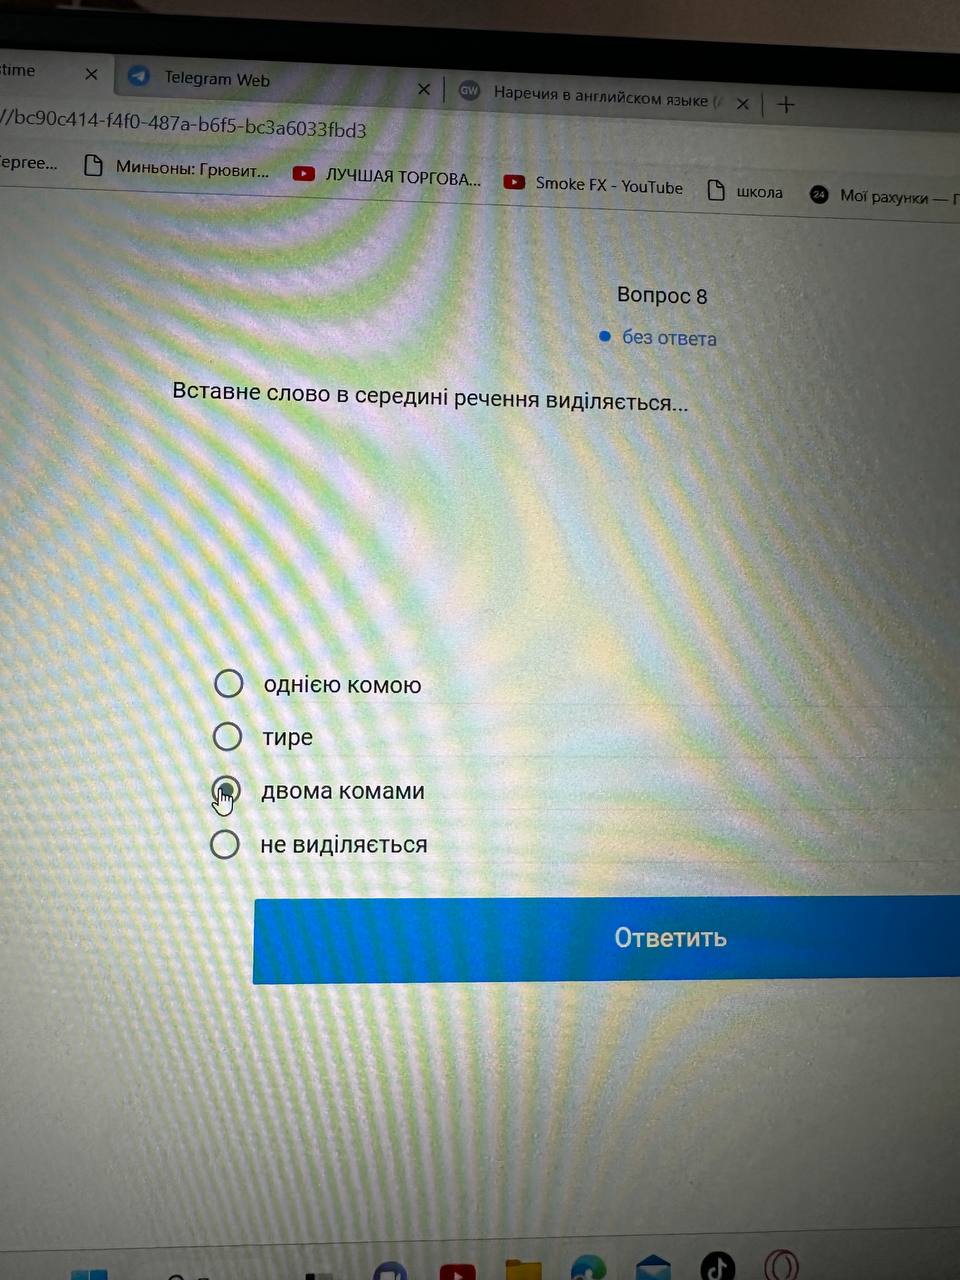 time
Telegram Web
GW Наречия в английском языке (
//bc90c414-f4f0-487a-b6f5-bc3a6033fbd3
ергее... Миньоны: Грювит... ЛУЧШАЯ ТОРГОВА... Smoke FX - YouTube школа 24 Мої рахунки — Г
Вопрос 8
без ответа
Вставне слово в середині речення виділяється...
однією комою
тире
двома комами
не виділяється
Ответить